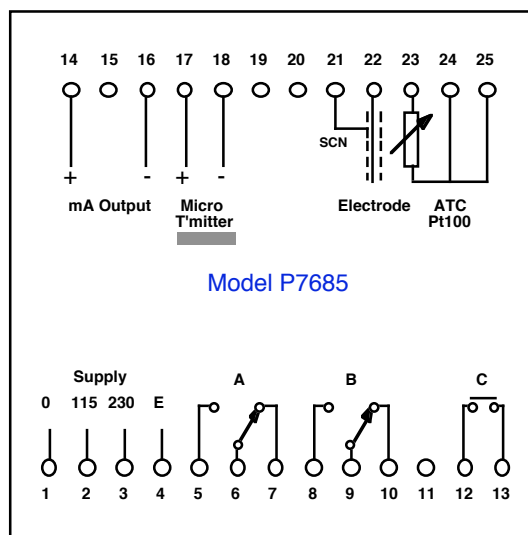 14 15 16 17 18 19 20 21 22 23 24 25
SCN
+ - + -
mA Output Micro Electrode ATC
T'mitter Pt100
Model P7685
Supply A B C
0 115 230 E
1 2 3 4 5 6 7 8 9 10 11 12 13